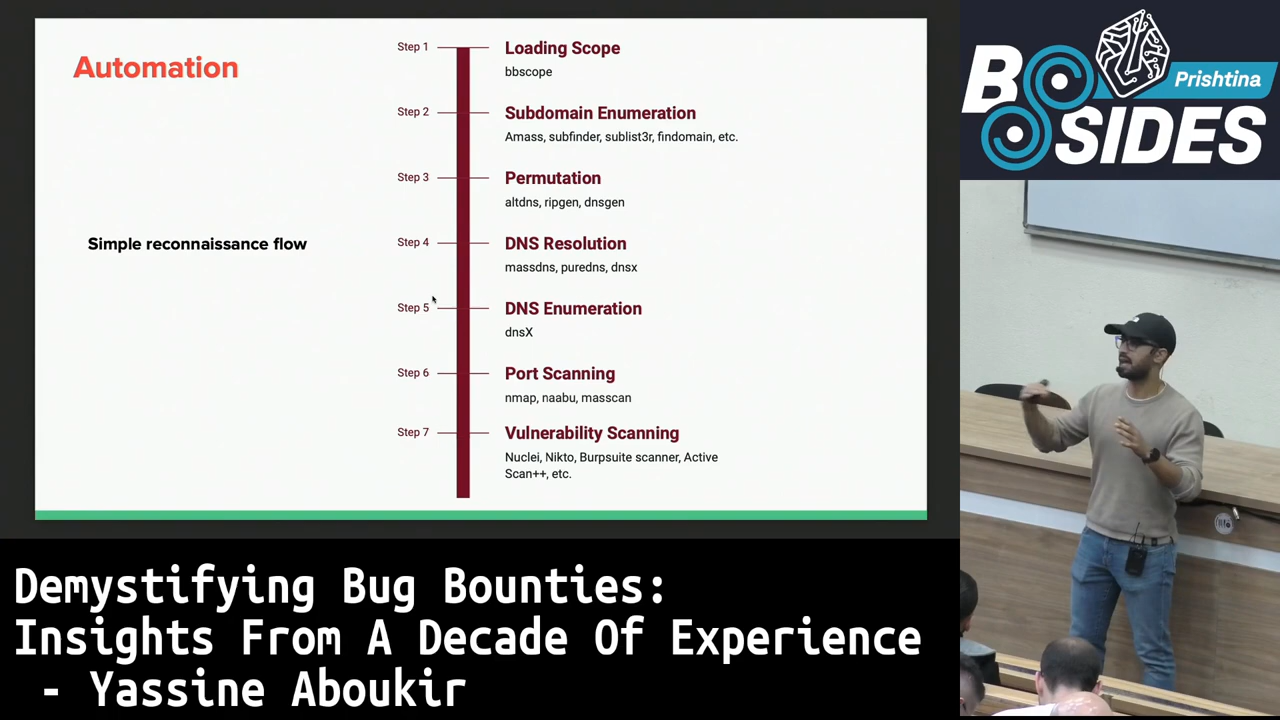 Automation
Simple reconnaissance flow
Step 1
Loading Scope
bbscope
Step 2
Subdomain Enumeration
Amass, subfinder, sublist3r, findomain, etc.
Step 3
Permutation
altdns, ripgen, dnsgen
Step 4
DNS Resolution
massdns, puredns, dnsx
Step 5
DNS Enumeration
dnsX
Step 6
Port Scanning
nmap, naabu, masscan
Step 7
Vulnerability Scanning
Nuclei, Nikto, Burpsuite scanner, Active
Scan++, etc.
BSIDES
Prishtina
Demystifying Bug Bounties:
Insights From A Decade Of Experience
- Yassine Aboukir